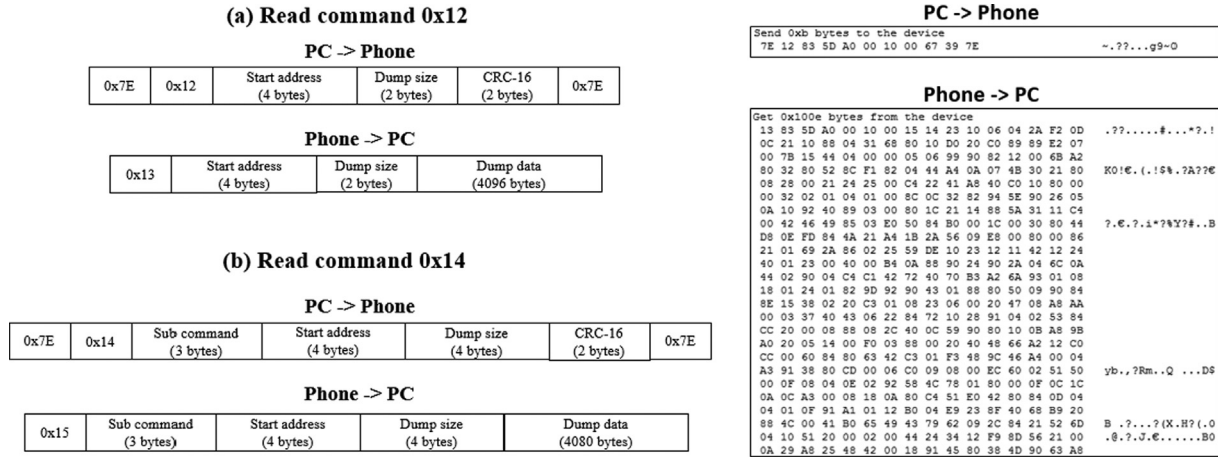 (a) Read command 0x12
PC -> Phone
0x7E 0x12 Start address (4 bytes) Dump size (2 bytes) CRC-16 (2 bytes) 0x7E
Phone -> PC
0x13 Start address (4 bytes) Dump size (2 bytes) Dump data (4096 bytes)
(b) Read command 0x14
PC -> Phone
0x7E 0x14 Sub command (3 bytes) Start address (4 bytes) Dump size (4 bytes) CRC-16 (2 bytes) 0x7E
Phone -> PC
0x15 Sub command (3 bytes) Start address (4 bytes) Dump size (4 bytes) Dump data (4080 bytes)
PC -> Phone
Send 0xb bytes to the device
7E 12 83 5D A0 00 10 00 67 39 7E ~.??...g9~O
Phone -> PC
Get 0x100e bytes from the device
13 83 5D A0 00 10 00 15 14 23 10 06 04 2A F2 0D .??.....#...*?.!
0C 21 10 88 04 31 68 80 10 D0 20 C0 89 89 E2 07
00 7B 15 44 04 00 00 05 06 99 90 82 12 00 6B A2
80 32 80 52 8C F1 82 04 44 A4 0A 07 4B 30 21 80 K0!€.(.!$%.?A??€
08 28 00 21 24 25 00 C4 22 41 A8 40 C0 10 80 00
00 32 02 01 04 01 00 8C 0C 32 82 94 5E 90 26 05
0A 10 92 40 89 03 00 80 1C 21 14 88 5A 31 11 C4
00 42 46 49 85 03 E0 50 84 B0 00 1C 00 30 80 44 ?.€.?.i*?%Y?#..B
D8 0E FD 84 4A 21 A4 1B 2A 56 09 E8 00 80 00 86
21 01 69 2A 86 02 25 59 DE 10 23 12 11 42 12 24
40 01 23 00 40 00 B4 0A 88 90 24 90 2A 04 6C 0A
44 02 90 04 C4 C1 42 72 40 70 B3 A2 6A 93 01 08
18 01 24 01 82 9D 92 90 43 01 88 80 50 09 90 84
8E 15 38 02 20 C3 01 08 23 06 00 20 47 08 A8 AA
00 03 37 40 43 06 22 84 72 10 28 91 04 02 53 84
CC 20 00 08 88 08 2C 40 0C 59 90 80 10 0B A8 9B
A0 20 05 14 00 F0 03 88 00 20 40 48 66 A2 12 C0
CC 00 60 84 80 63 42 C3 01 F3 48 9C 46 A4 00 04
A3 91 38 80 CD 00 06 C0 09 08 00 EC 60 02 51 50 yb.,?Rm..Q ...D$
00 0F 08 04 0E 02 92 58 4C 78 01 80 00 0F 0C 1C
0A 0C A3 00 08 18 0A 80 C4 51 E0 42 80 84 0D 04
04 01 0F 91 A1 01 12 B0 04 E9 23 8F 40 68 B9 20
88 4C 00 41 B0 65 49 43 79 62 09 2C 84 21 52 6D B .?...?(X.H?(.0
04 10 51 20 00 02 00 44 24 34 12 F9 8D 56 21 00 .@.?.J.€......B0
0A 29 A8 25 48 42 00 18 91 45 80 38 4D 90 63 A8